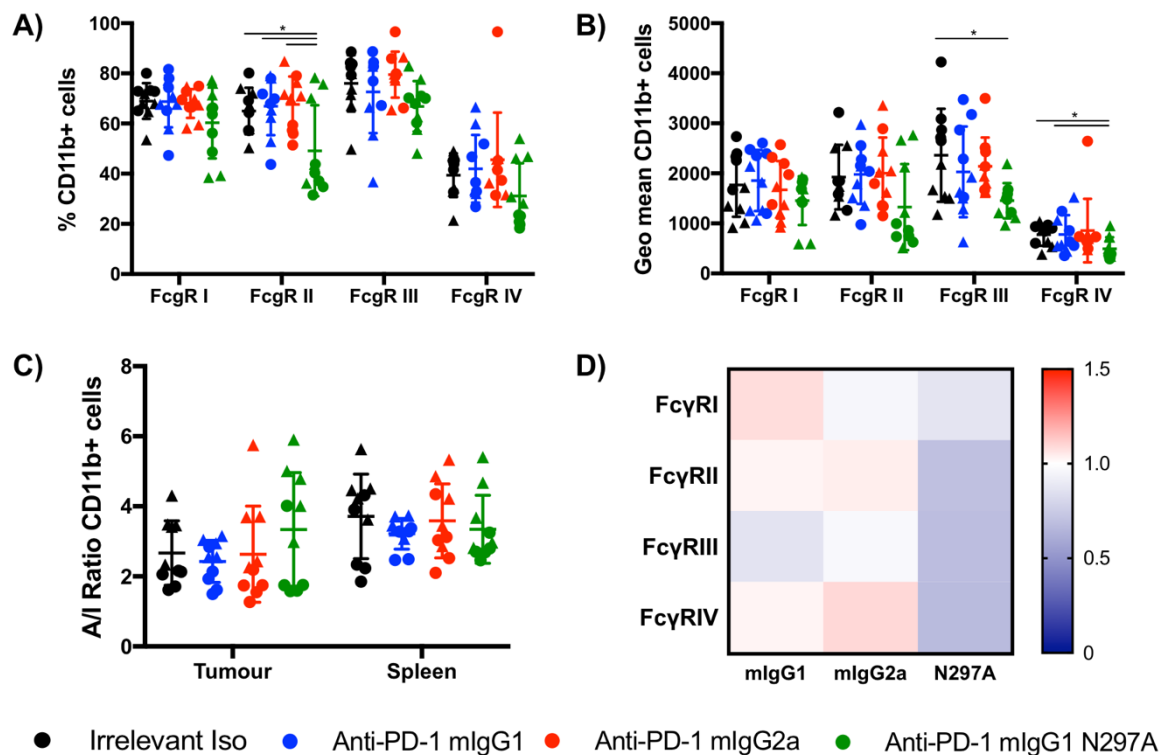 A)
% CD11b+ cells
100
80
60
40
20
0
*
FcgR I FcgR II FcgR III FcgR IV
B)
Geo mean CD11b+ cells
5000
4000
3000
2000
1000
0
*
*
FcgR I FcgR II FcgR III FcgR IV
C)
A/I Ratio CD11b+ cells
8
6
4
2
0
Tumour Spleen
D)
FcγRI
FcγRII
FcγRIII
FcγRIV
mIgG1 mIgG2a N297A
1.5
1.0
0.5
0
Irrelevant Iso Anti-PD-1 mIgG1 Anti-PD-1 mIgG2a Anti-PD-1 mIgG1 N297A